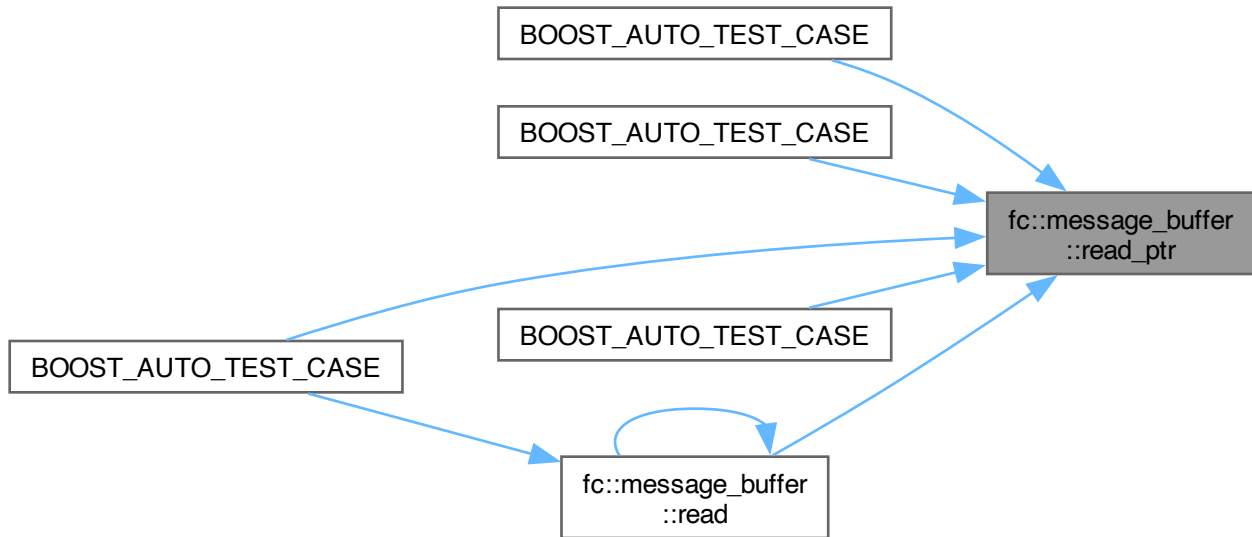 BOOST_AUTO_TEST_CASE
BOOST_AUTO_TEST_CASE
fc::message_buffer
::read_ptr
BOOST_AUTO_TEST_CASE
BOOST_AUTO_TEST_CASE
fc::message_buffer
::read